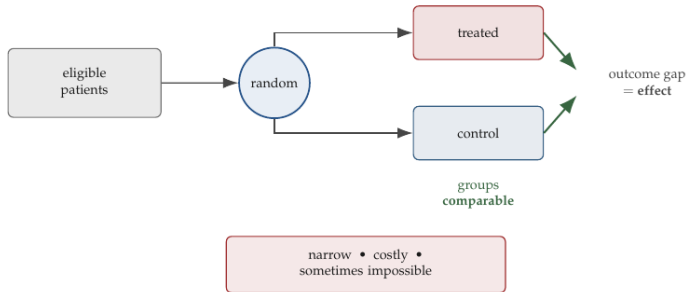 eligible
patients
random
treated
control
outcome gap
= effect
groups
comparable
narrow • costly •
sometimes impossible